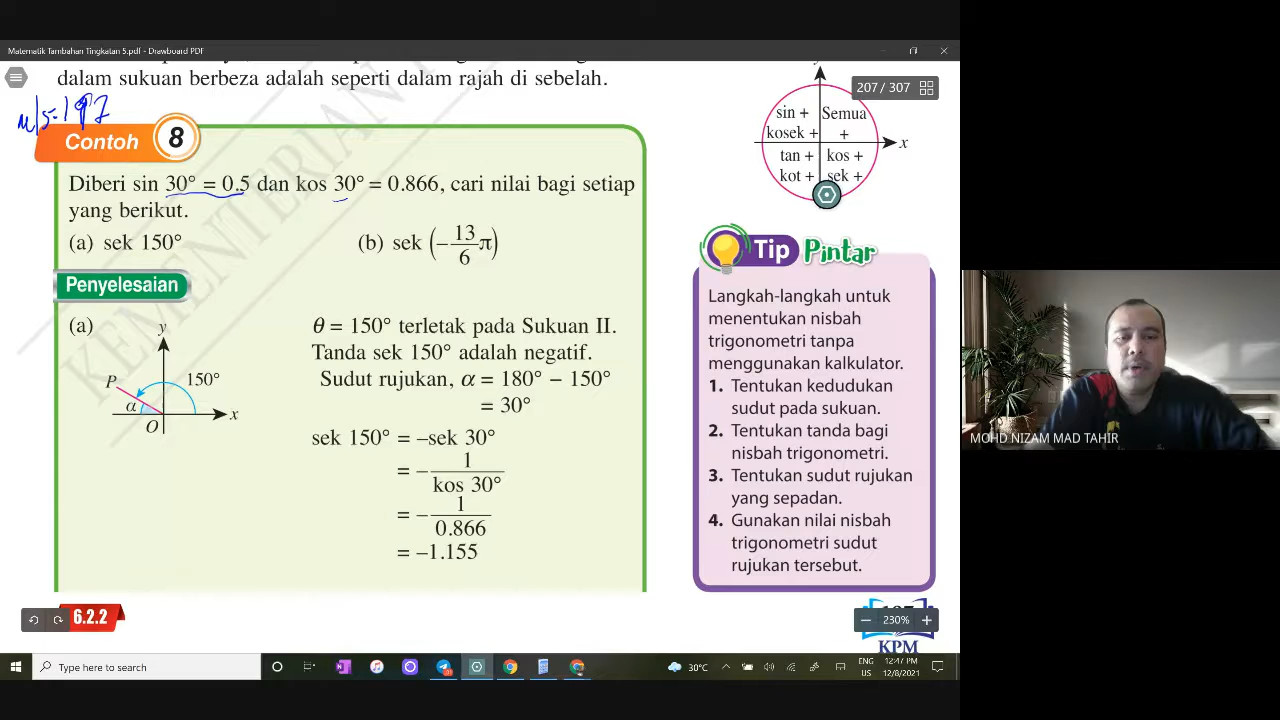 Matematik Tambahan Tingkatan 5.pdf - Drawboard PDF
dalam sukuan berbeza adalah seperti dalam rajah di sebelah.
207 / 307
m/s = 197
Contoh 8
Diberi sin 30° = 0.5 dan kos 30° = 0.866, cari nilai bagi setiap
yang berikut.
(a) sek 150°
(b) sek (–13/6 π)
Penyelesaian
(a)
y
P
150°
α
x
O
θ = 150° terletak pada Sukuan II.
Tanda sek 150° adalah negatif.
Sudut rujukan, α = 180° − 150°
= 30°
sek 150° = –sek 30°
= – 1/kos 30°
= – 1/0.866
= –1.155
KEMENTERIAN
6.2.2
sin +
kosek +
Semua
+
x
tan +
kot +
kos +
sek +
Tip Pintar
Langkah-langkah untuk
menentukan nisbah
trigonometri tanpa
menggunakan kalkulator.
1. Tentukan kedudukan
sudut pada sukuan.
2. Tentukan tanda bagi
nisbah trigonometri.
3. Tentukan sudut rujukan
yang sepadan.
4. Gunakan nilai nisbah
trigonometri sudut
rujukan tersebut.
230%
KPM
MOHD NIZAM MAD TAHIR
Type here to search
30°C
ENG
US
12:47 PM
12/8/2021